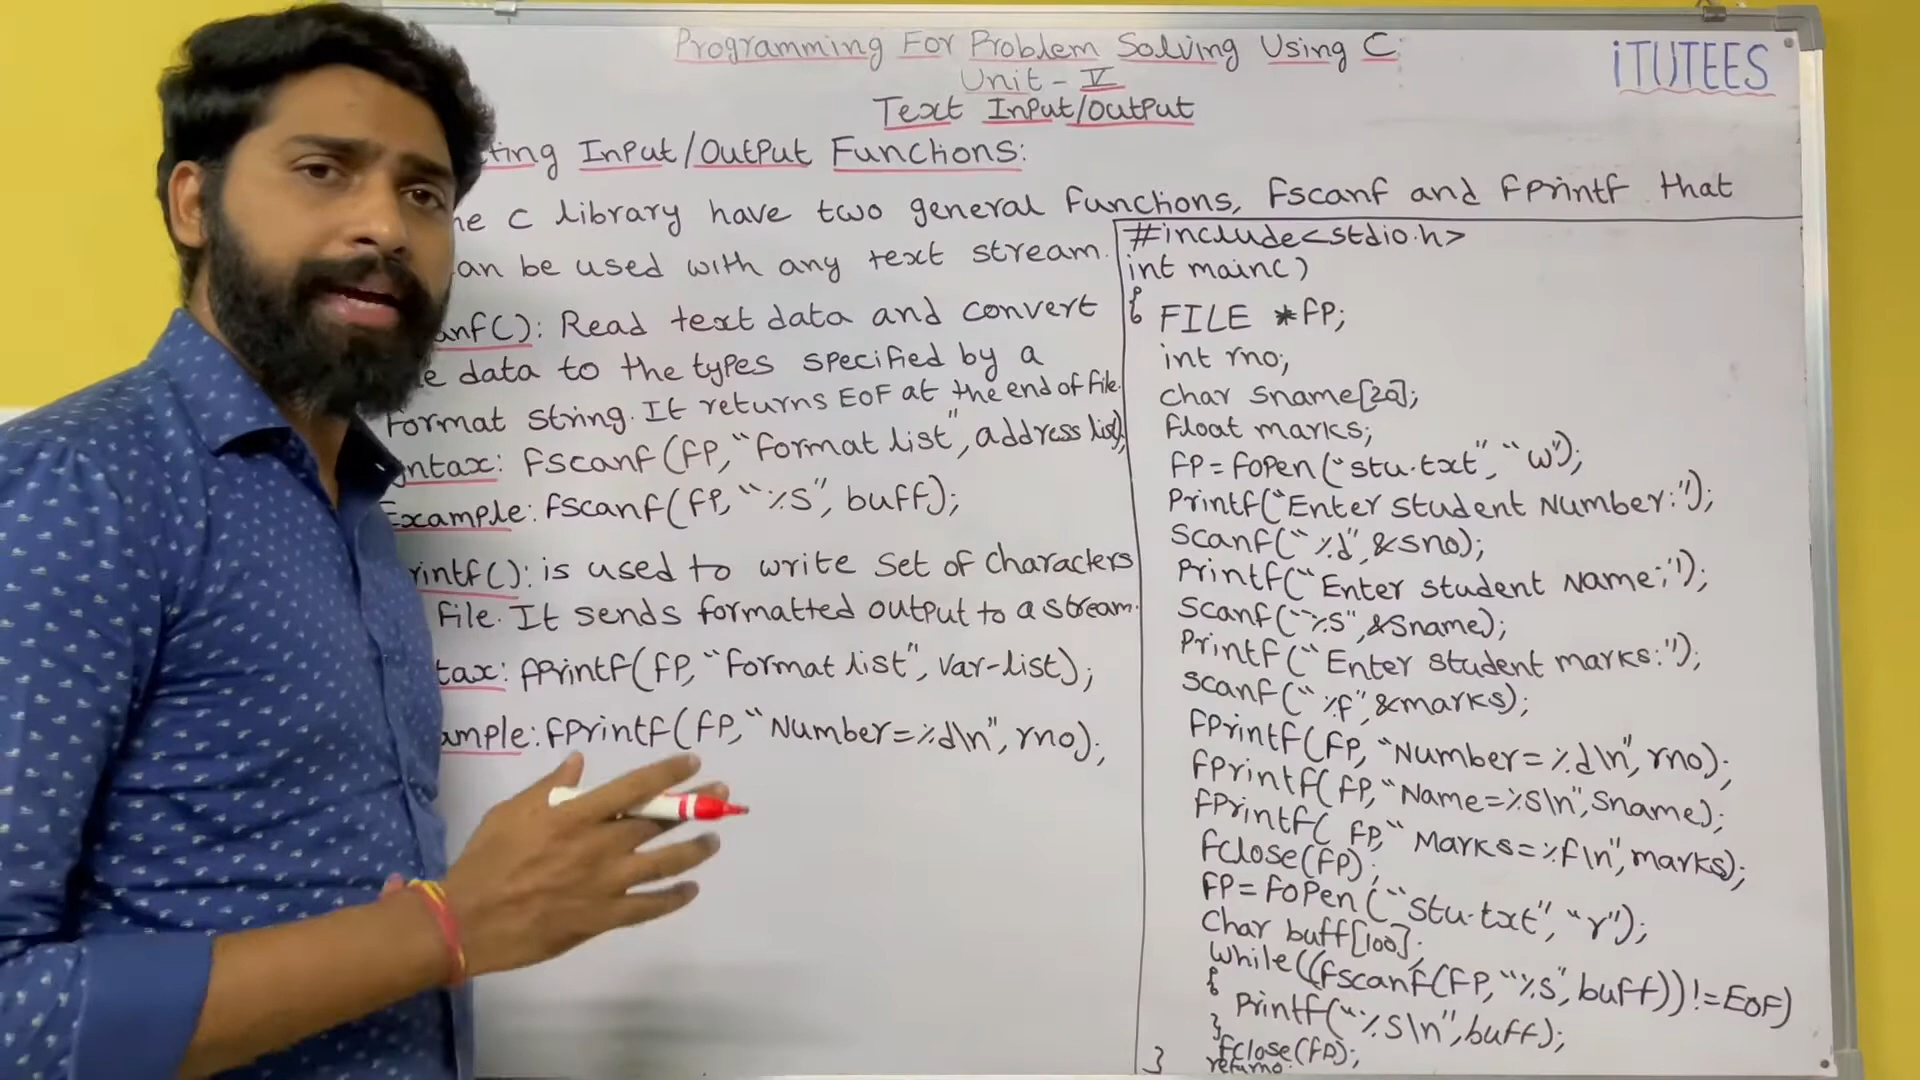 Programming For Problem Solving Using C
iTUTEES
Unit - V
Text Input/Output
tting Input/Output Functions:
he C library have two general functions, fscanf and fprintf that
an be used with any text stream.
anf(): Read text data and convert
e data to the types specified by a
format string. It returns EOF at the end of file.
ntax: fscanf(fp, "format list", address list);
Example: fscanf(fp, "%s", buff);
rintf(): is used to write set of characters
file. It sends formatted output to a stream.
tax: fprintf(fp, "format list", var-list);
ample: fprintf(fp, "Number=%d\n", rno);
#include<stdio.h>
int main()
{ FILE *fp;
int rno;
char sname[20];
float marks;
fp=fopen("stu.txt", "w");
printf("Enter student Number:");
scanf("%d", &sno);
printf("Enter student Name:");
scanf("%s", &sname);
printf("Enter student marks:");
scanf("%f", &marks);
fprintf(fp, "Number=%d\n", rno);
fprintf(fp, "Name=%s\n", sname);
fprintf(fp, "Marks=%f\n", marks);
fclose(fp);
fp=fopen("stu.txt", "r");
char buff[100];
while((fscanf(fp, "%s", buff))!=EOF)
{
printf("%s\n", buff);
}
fclose(fp);
} return0;